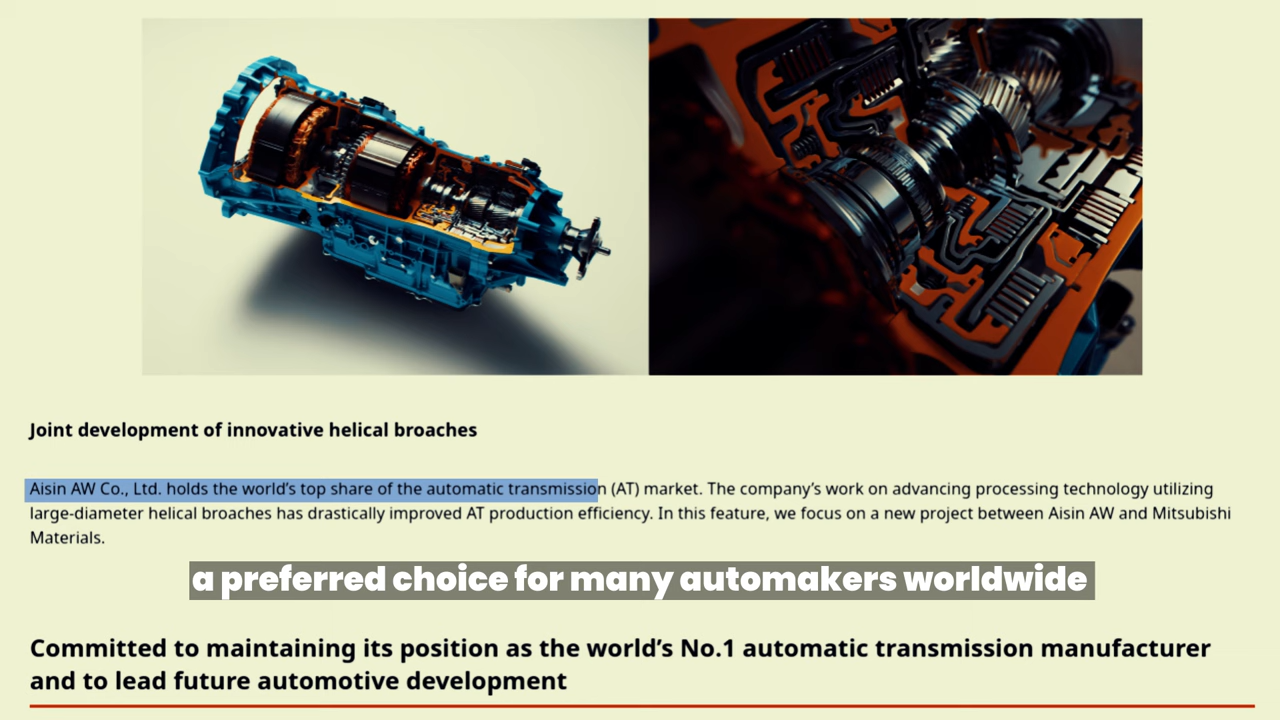 Joint development of innovative helical broaches
Aisin AW Co., Ltd. holds the world's top share of the automatic transmission (AT) market. The company's work on advancing processing technology utilizing
large-diameter helical broaches has drastically improved AT production efficiency. In this feature, we focus on a new project between Aisin AW and Mitsubishi
Materials.
a preferred choice for many automakers worldwide
Committed to maintaining its position as the world's No.1 automatic transmission manufacturer
and to lead future automotive development